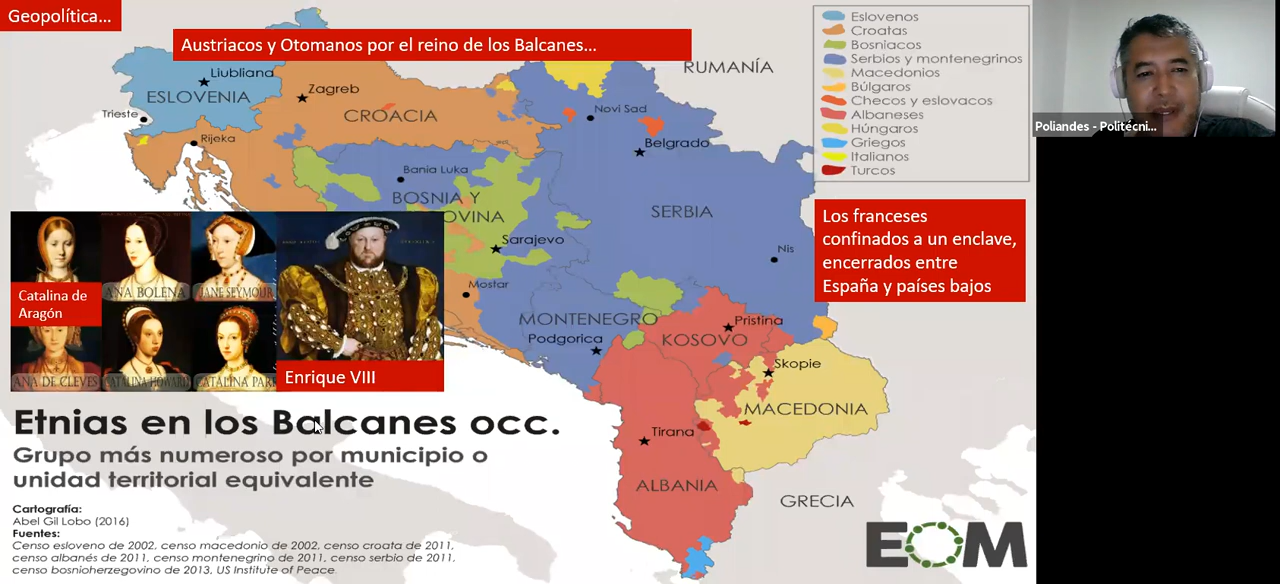 Geopolítica...
Austriacos y Otomanos por el reino de los Balcanes...
Eslovenos
Croatas
Bosniacos
Serbios y montenegrinos
Macedonios
Búlgaros
Checos y eslovacos
Albaneses
Húngaros
Griegos
Italianos
Turcos
Poliandes - Politécni...
RUMANÍA
Liubliana
ESLOVENIA
Zagreb
CROACIA
Trieste
Rijeka
Novi Sad
Belgrado
Bania Luka
BOSNIA Y
OVINA
SERBIA
Sarajevo
Nis
Mostar
MONTENEGRO
Podgorica
Pristina
KOSOVO
Skopie
MACEDONIA
Tirana
ALBANIA
GRECIA
Los franceses
confinados a un enclave,
encerrados entre
España y países bajos
Catalina de
Aragón
ANA BOLENA
JANE SEYMOUR
ANA DE CLEVES
CATALINA HOWARD
CATALINA PARR
Enrique VIII
Etnias en los Balcanes occ.
Grupo más numeroso por municipio o
unidad territorial equivalente
Cartografía:
Abel Gil Lobo (2016)
Fuentes:
Censo esloveno de 2002, censo macedonio de 2002, censo croata de 2011,
censo albanés de 2011, censo montenegrino de 2011, censo serbio de 2011,
censo bosnioherzegovino de 2013, US Institute of Peace
EOM